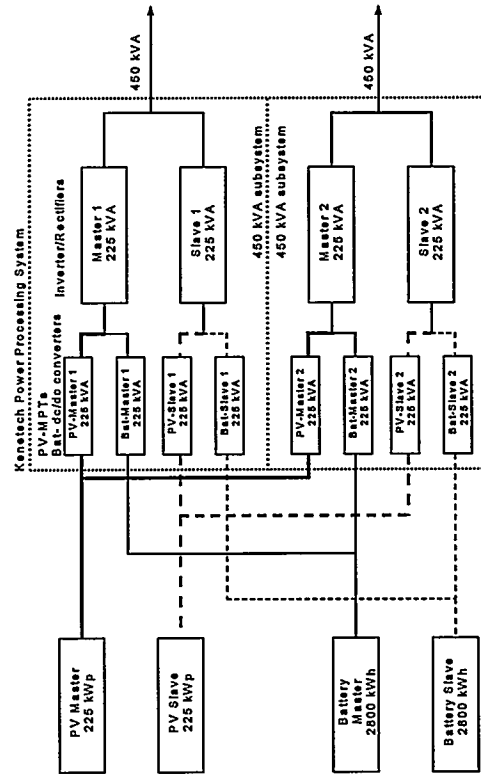 Kenetech Power Processing System
PV-MPTs
Bat- dc/dc converters
Inverter/Rectifiers
PV Master
225 kWp
PV Slave
225 kWp
Battery
Master
2800 kWh
Battery Slave
2800 kWh
PV-Master 1
225 kVA
Bat-Master 1
225 kVA
PV-Slave 1
225 kVA
Bat-Slave 1
225 kVA
Master 1
225 kVA
Slave 1
225 kVA
450 kVA subsystem
450 kVA
450 kVA subsystem
PV-Master 2
225 kVA
Bat-Master 2
225 kVA
PV-Slave 2
225 kVA
Bat-Slave 2
225 kVA
Master 2
225 kVA
Slave 2
225 kVA
450 kVA